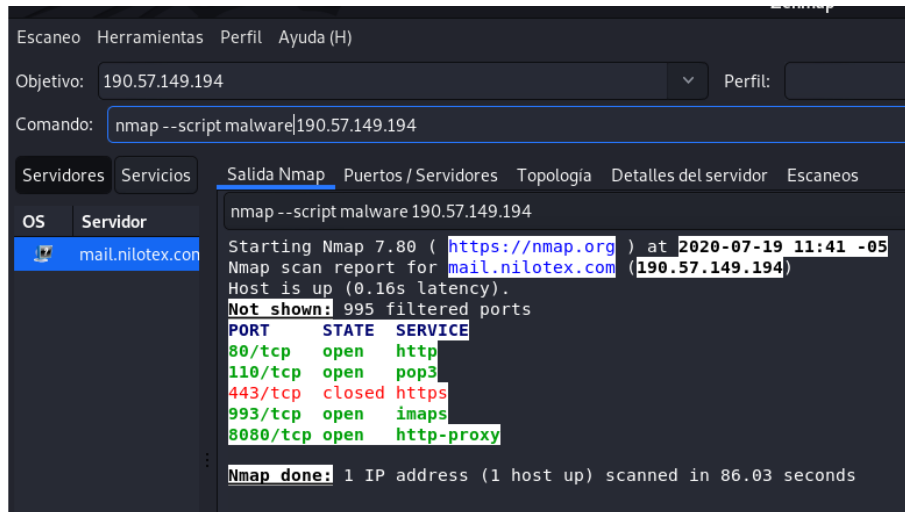 Escaneo Herramientas Perfil Ayuda (H)
Objetivo: 190.57.149.194 Perfil:
Comando: nmap --script malware 190.57.149.194
Servidores Servicios Salida Nmap Puertos / Servidores Topología Detalles del servidor Escaneos
OS Servidor
nmap --script malware 190.57.149.194
mail.nilotex.con
Starting Nmap 7.80 ( https://nmap.org ) at 2020-07-19 11:41 -05
Nmap scan report for mail.nilotex.com (190.57.149.194)
Host is up (0.16s latency).
Not shown: 995 filtered ports
PORT STATE SERVICE
80/tcp open http
110/tcp open pop3
443/tcp closed https
993/tcp open imaps
8080/tcp open http-proxy
Nmap done: 1 IP address (1 host up) scanned in 86.03 seconds